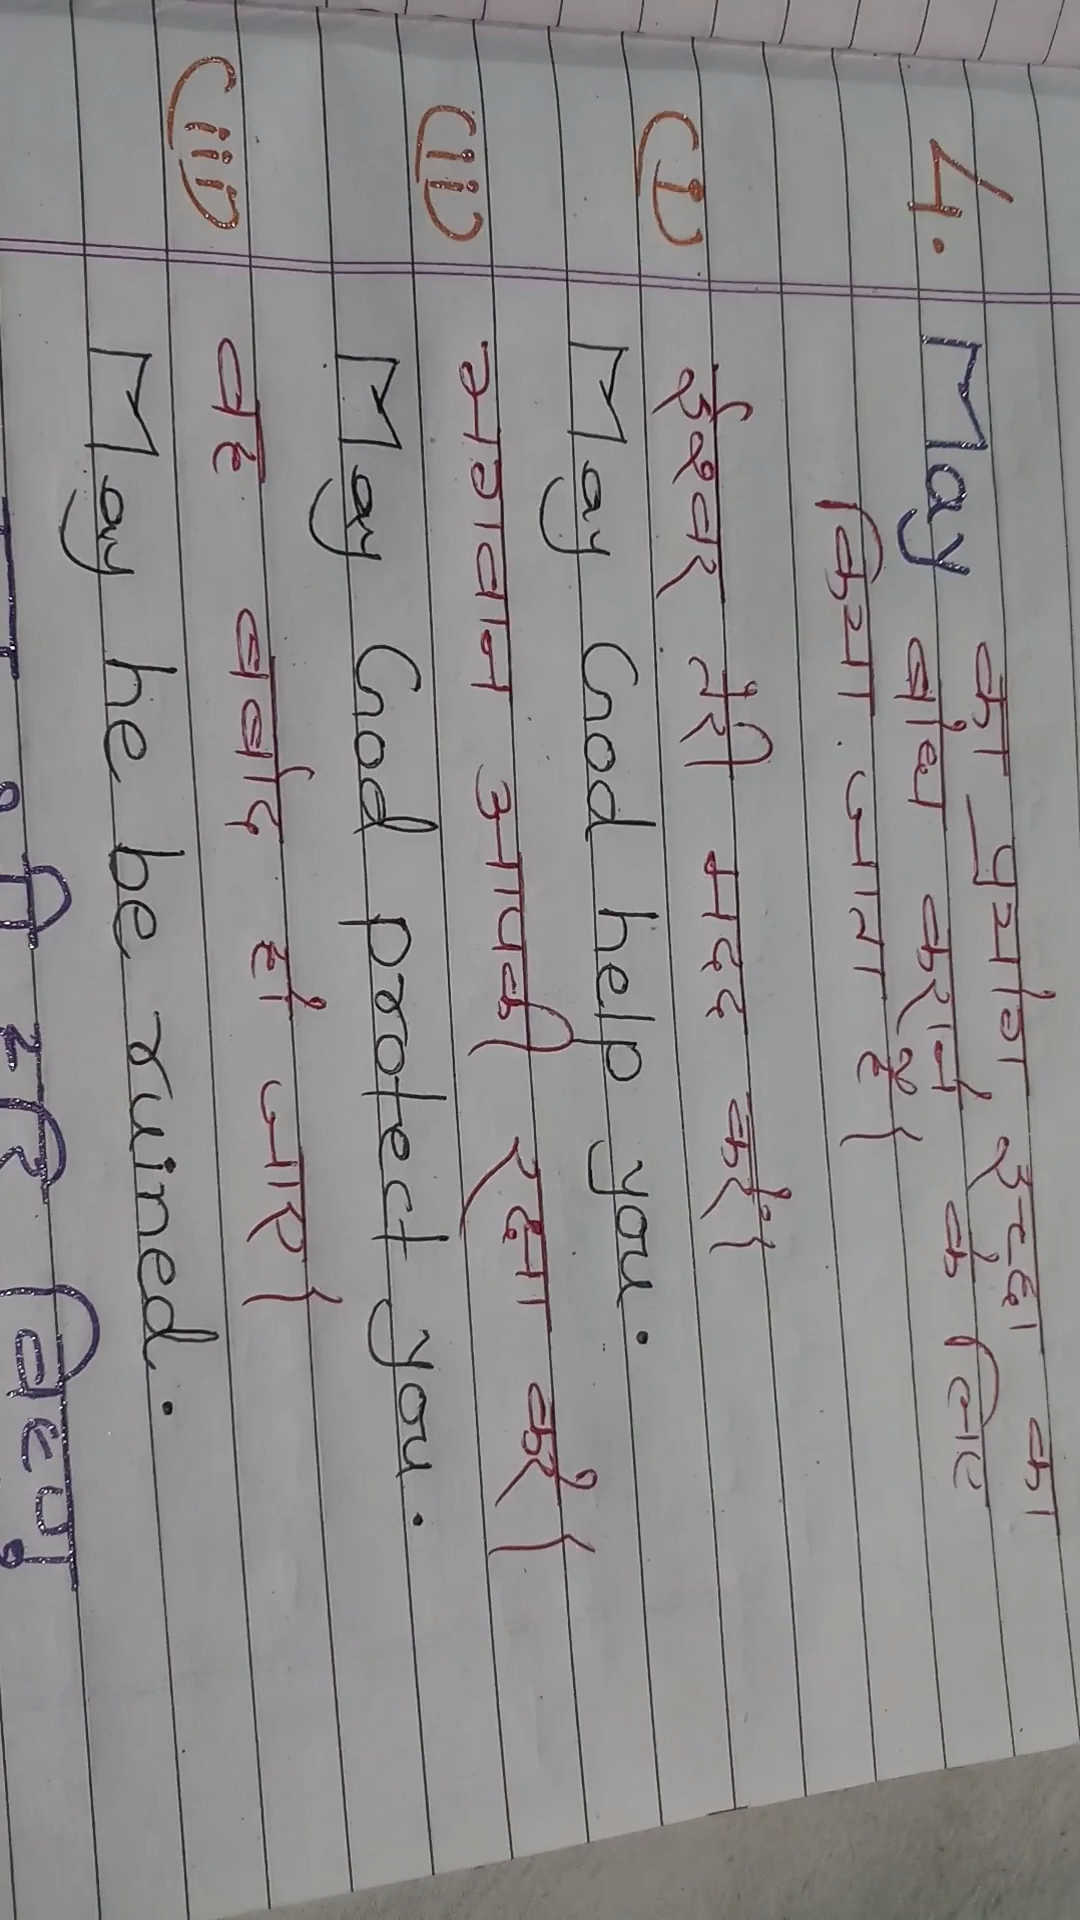 4. May का प्रयोग इच्छा का
बोध कराने के लिए
किया जाता है।
(i) ईश्वर तेरी मदद करें।
May God help you.
(ii) भगवान आपकी रक्षा करें।
May God protect you.
(iii) वह बर्बाद हो जाए।
May he be ruined.